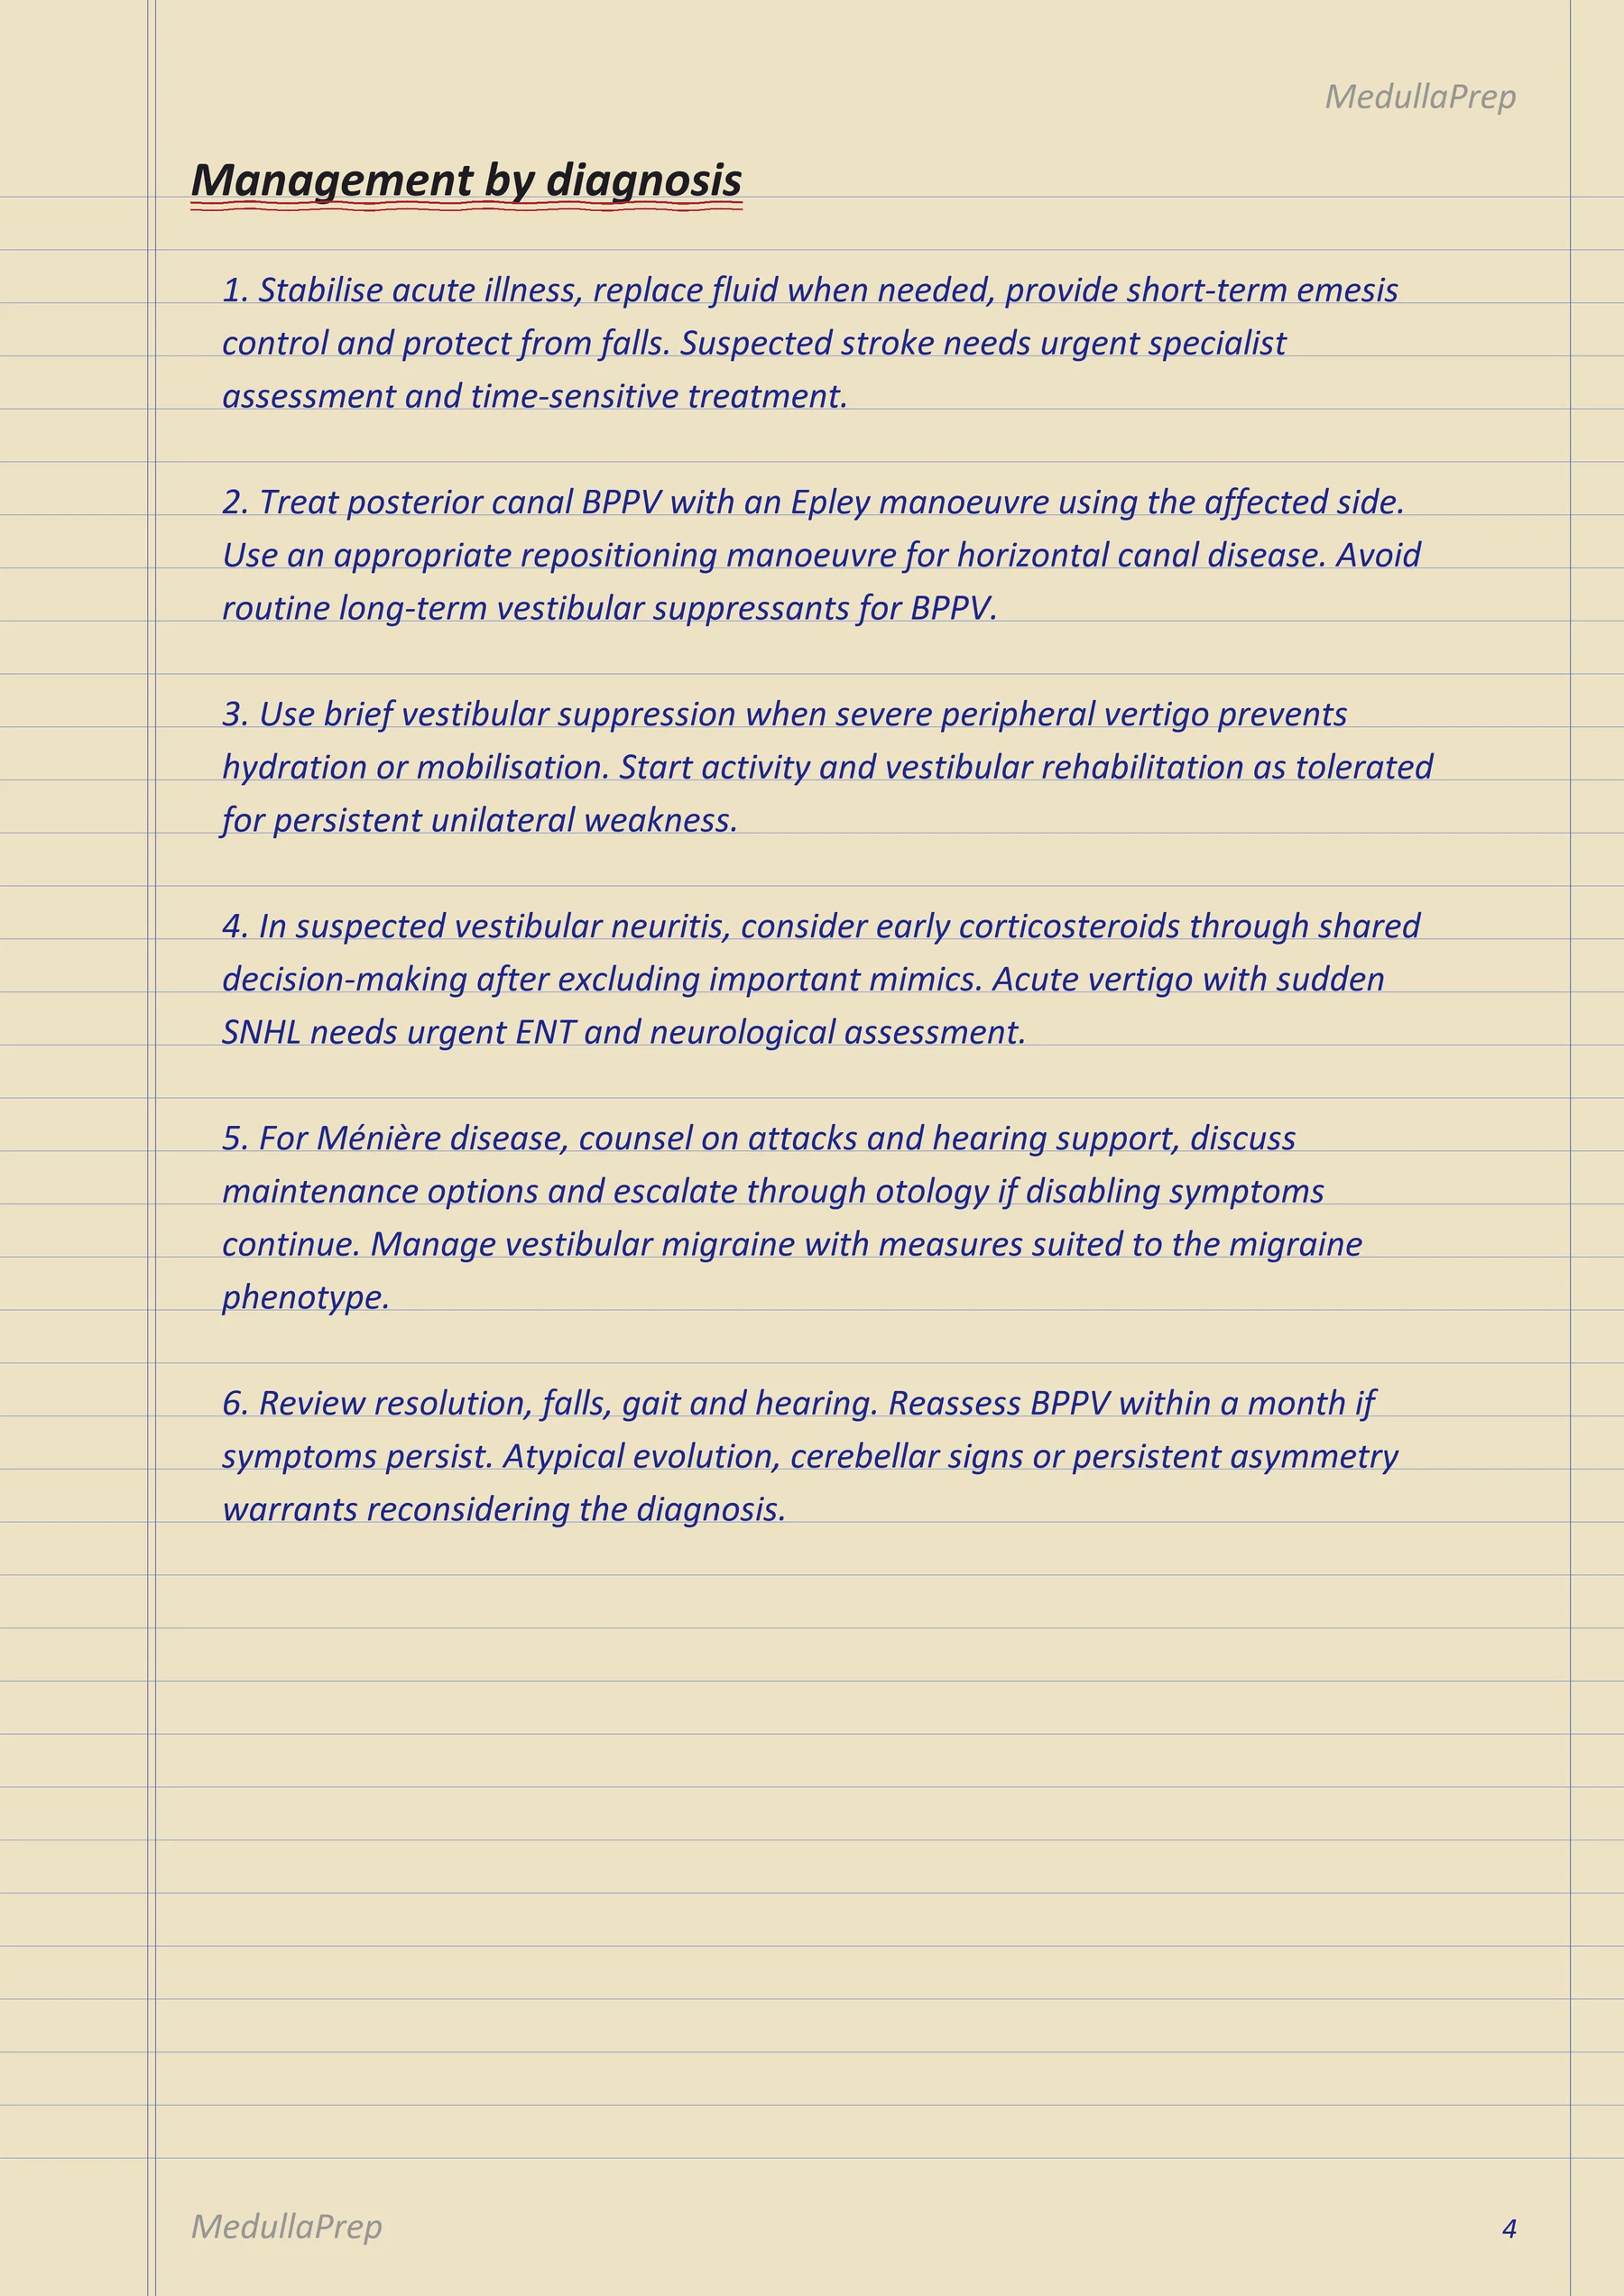 MedullaPrep
Management by diagnosis
1. Stabilise acute illness, replace fluid when needed, provide short-term emesis
control and protect from falls. Suspected stroke needs urgent specialist
assessment and time-sensitive treatment.
2. Treat posterior canal BPPV with an Epley manoeuvre using the affected side.
Use an appropriate repositioning manoeuvre for horizontal canal disease. Avoid
routine long-term vestibular suppressants for BPPV.
3. Use brief vestibular suppression when severe peripheral vertigo prevents
hydration or mobilisation. Start activity and vestibular rehabilitation as tolerated
for persistent unilateral weakness.
4. In suspected vestibular neuritis, consider early corticosteroids through shared
decision-making after excluding important mimics. Acute vertigo with sudden
SNHL needs urgent ENT and neurological assessment.
5. For Ménière disease, counsel on attacks and hearing support, discuss
maintenance options and escalate through otology if disabling symptoms
continue. Manage vestibular migraine with measures suited to the migraine
phenotype.
6. Review resolution, falls, gait and hearing. Reassess BPPV within a month if
symptoms persist. Atypical evolution, cerebellar signs or persistent asymmetry
warrants reconsidering the diagnosis.
MedullaPrep
4